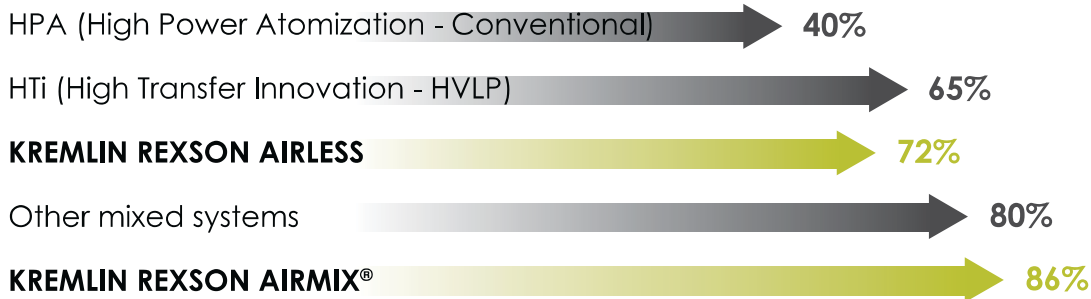 HPA (High Power Atomization - Conventional) 40%
HTi (High Transfer Innovation - HVLP) 65%
KREMLIN REXSON AIRLESS 72%
Other mixed systems 80%
KREMLIN REXSON AIRMIX® 86%